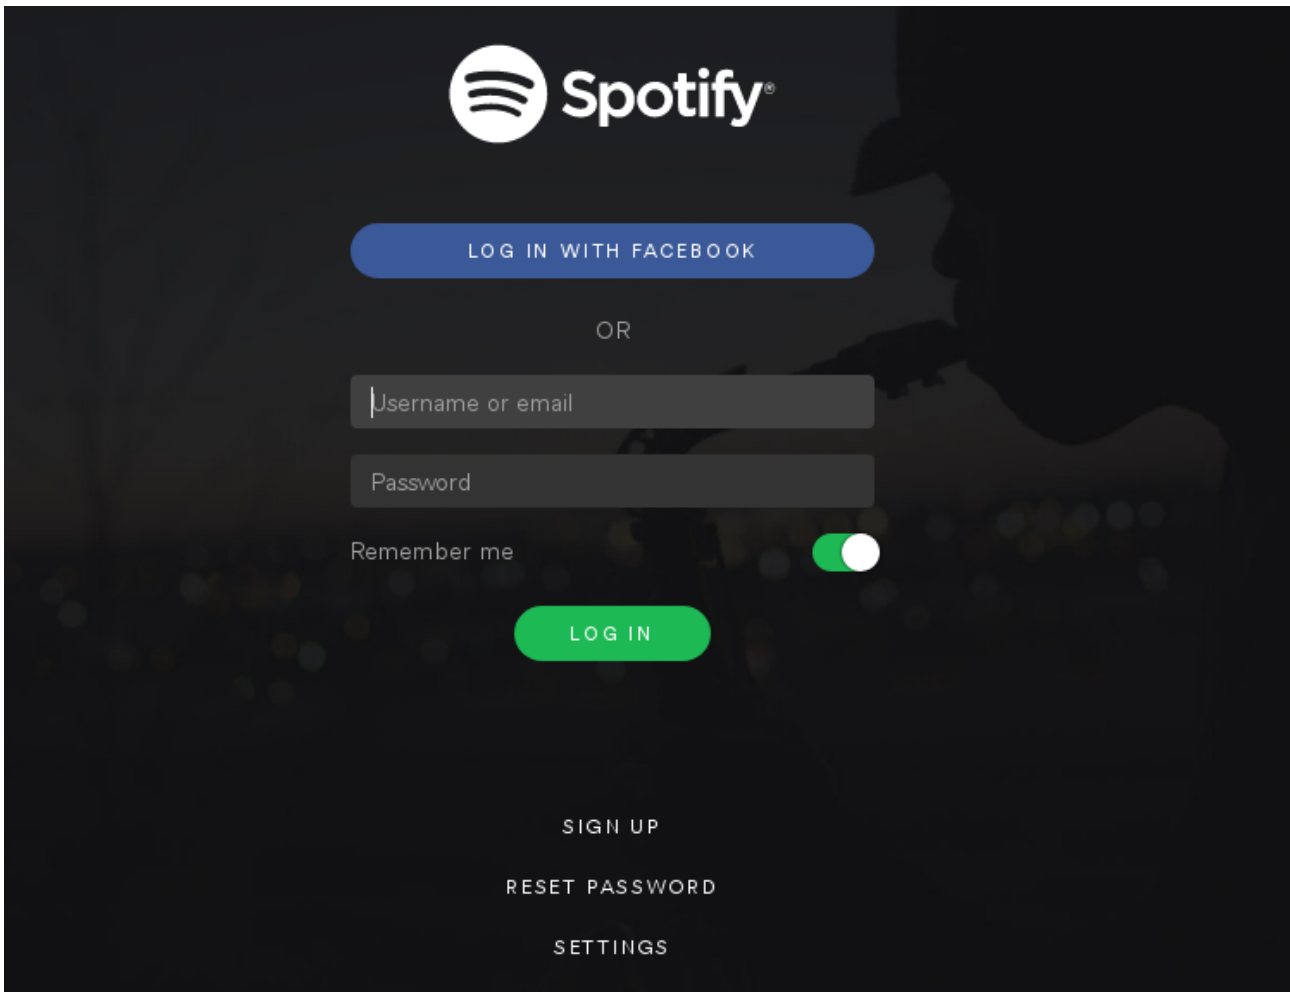 Spotify®
LOG IN WITH FACEBOOK
OR
Username or email
Password
Remember me
LOG IN
SIGN UP
RESET PASSWORD
SETTINGS